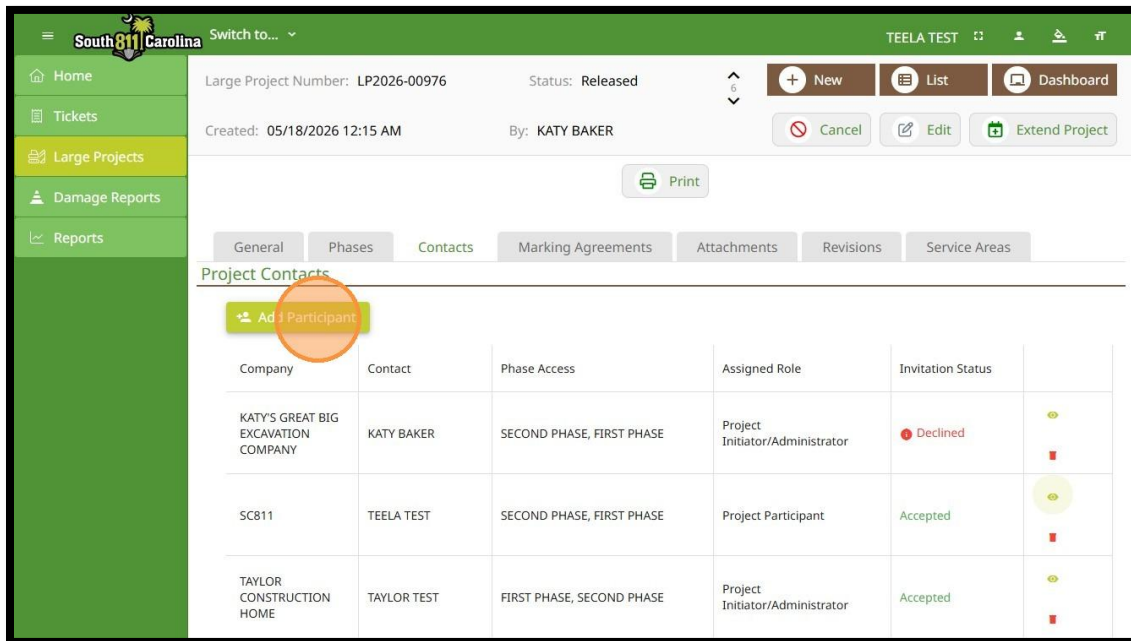 South 811 Carolina
Switch to...
TEELA TEST
Home
Tickets
Large Projects
Damage Reports
Reports
Large Project Number: LP2026-00976
Status: Released
6
New
List
Dashboard
Created: 05/18/2026 12:15 AM
By: KATY BAKER
Cancel
Edit
Extend Project
Print
General
Phases
Contacts
Marking Agreements
Attachments
Revisions
Service Areas
Project Contacts
Add Participant
Company
Contact
Phase Access
Assigned Role
Invitation Status
KATY'S GREAT BIG
EXCAVATION
COMPANY
KATY BAKER
SECOND PHASE, FIRST PHASE
Project
Initiator/Administrator
Declined
SC811
TEELA TEST
SECOND PHASE, FIRST PHASE
Project Participant
Accepted
TAYLOR
CONSTRUCTION
HOME
TAYLOR TEST
FIRST PHASE, SECOND PHASE
Project
Initiator/Administrator
Accepted